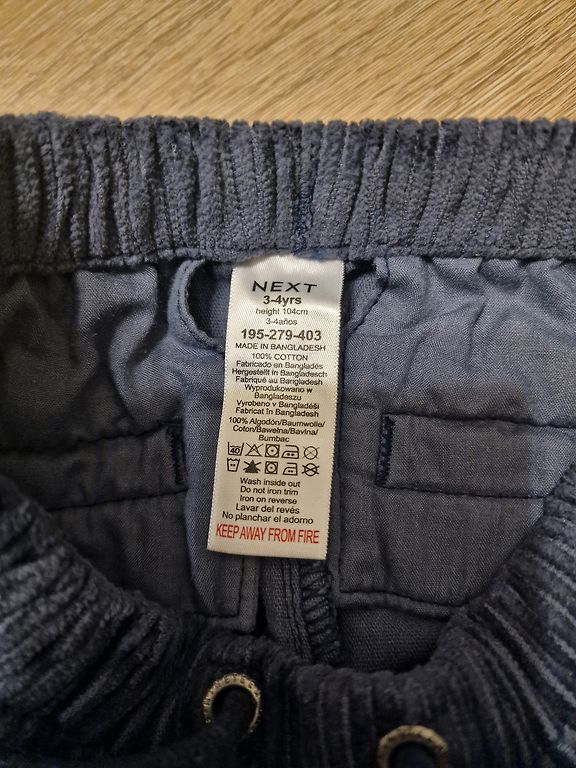 NEXT
3-4yrs
height 104cm
3-4años
195-279-403
MADE IN BANGLADESH
100% COTTON
Fabricado en Bangladés
Hergestellt in Bangladesch
Fabriqué au Bangladesh
Wyprodukowano w
Bangladeszu
Vyrobeno v Bangladéši
Fabricat în Bangladesh
100% Algodón/Baumwolle/
Coton/Bawełna/Bavlna/
Bumbac
40
Wash inside out
Do not iron trim
Iron on reverse
Lavar del revés
No planchar el adorno
KEEP AWAY FROM FIRE